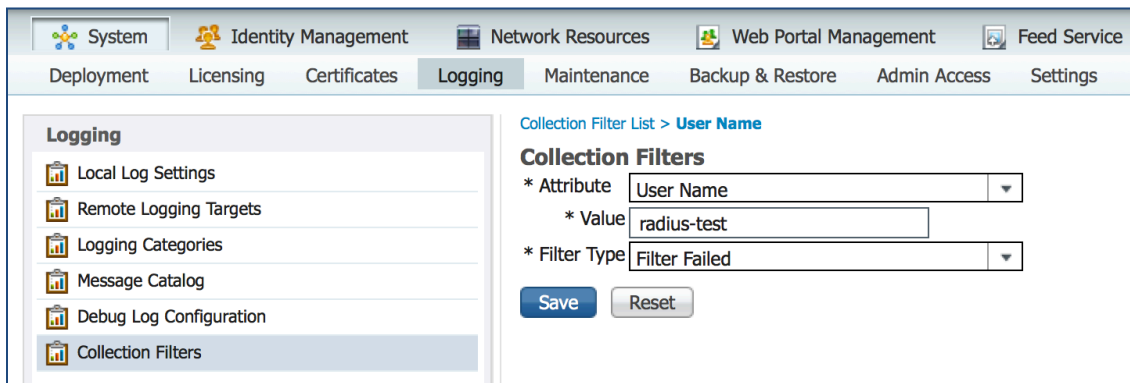 System Identity Management Network Resources Web Portal Management Feed Service
Deployment Licensing Certificates Logging Maintenance Backup & Restore Admin Access Settings
Logging
Local Log Settings
Remote Logging Targets
Logging Categories
Message Catalog
Debug Log Configuration
Collection Filters
Collection Filter List > User Name
Collection Filters
* Attribute User Name
* Value radius-test
* Filter Type Filter Failed
Save Reset